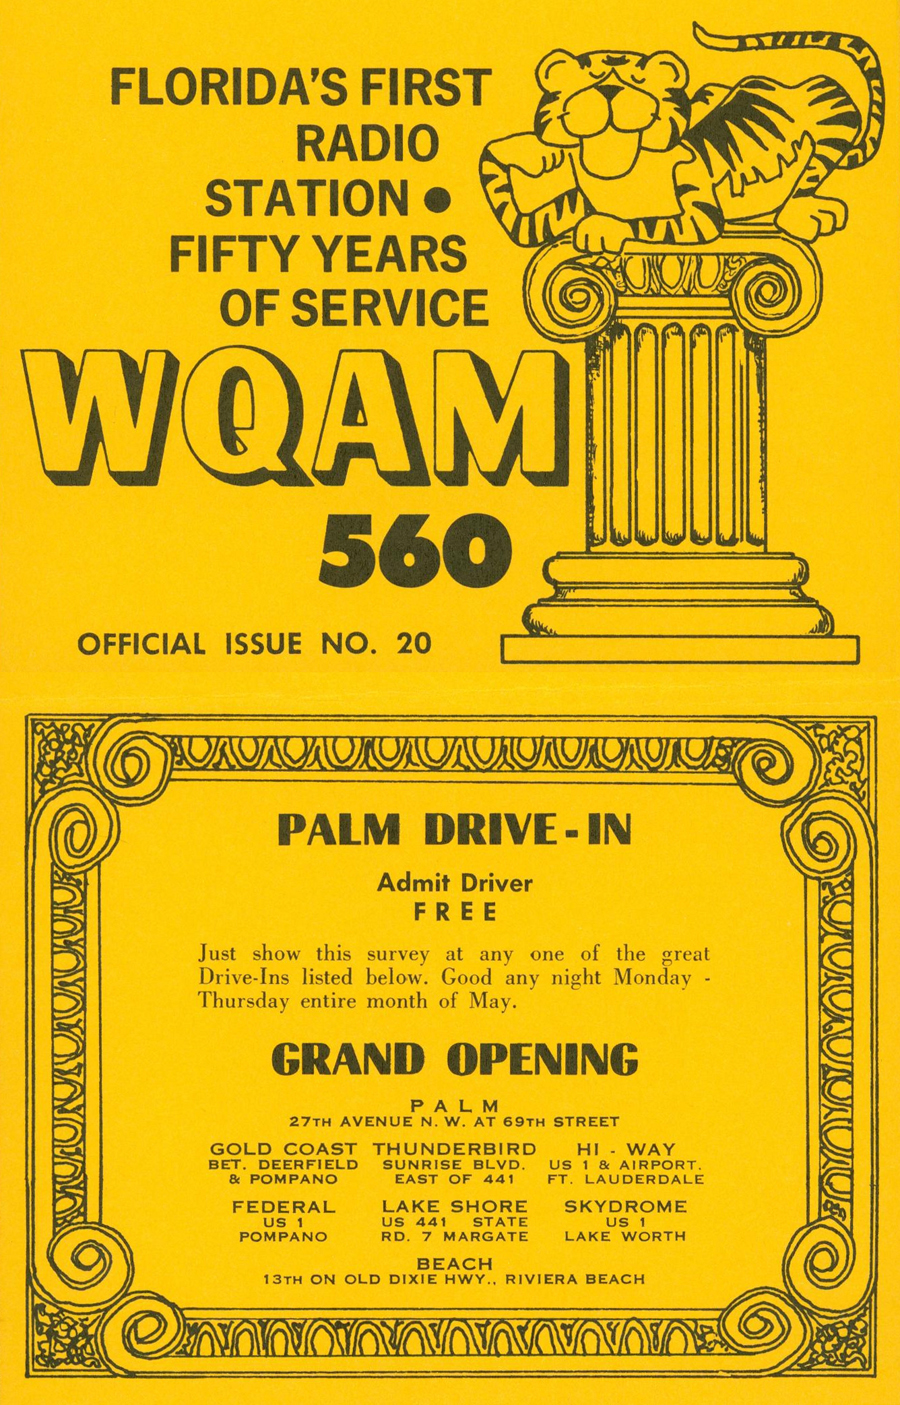 FLORIDA'S FIRST
RADIO
STATION •
FIFTY YEARS
OF SERVICE
WQAM
560
OFFICIAL ISSUE NO. 20
PALM DRIVE-IN
Admit Driver
FREE
Just show this survey at any one of the great
Drive-Ins listed below. Good any night Monday -
Thursday entire month of May.
GRAND OPENING
PALM
27TH AVENUE N. W. AT 69TH STREET
GOLD COAST
BET. DEERFIELD
& POMPANO
THUNDERBIRD
SUNRISE BLVD.
EAST OF 441
HI - WAY
US 1 & AIRPORT.
FT. LAUDERDALE
FEDERAL
US 1
POMPANO
LAKE SHORE
US 441 STATE
RD. 7 MARGATE
SKYDROME
US 1
LAKE WORTH
BEACH
13TH ON OLD DIXIE HWY., RIVIERA BEACH